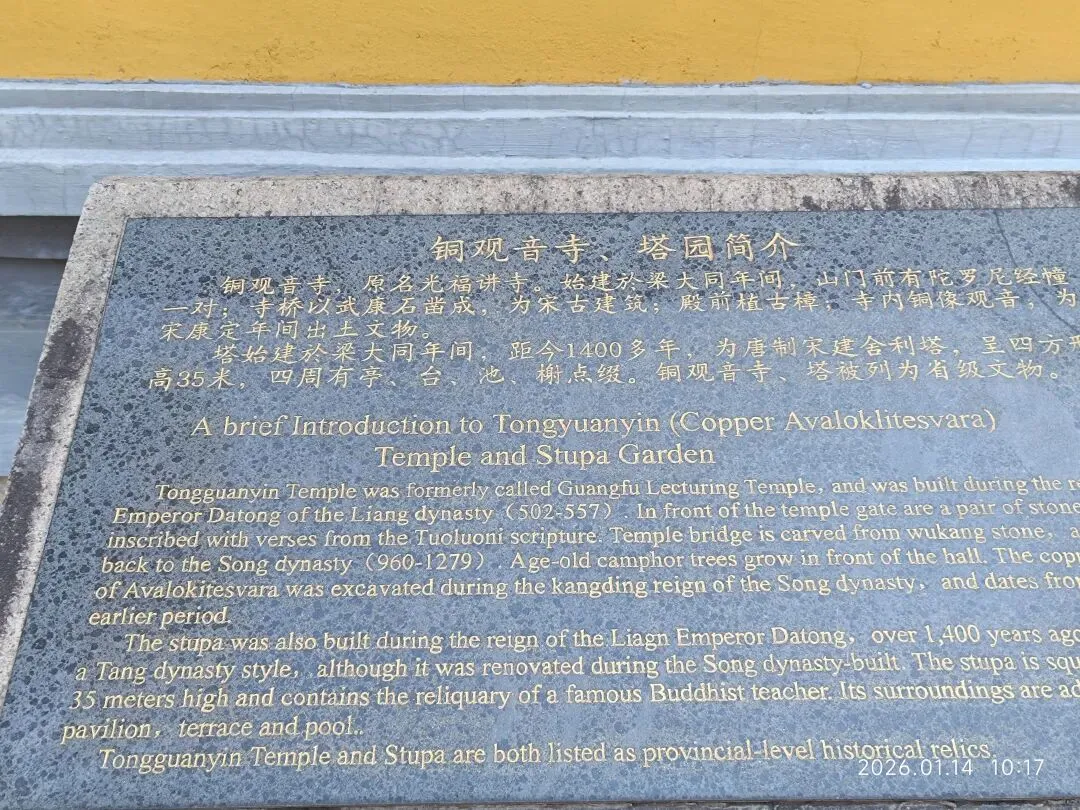 铜观音寺、塔园简介
铜观音寺，原名光福讲寺。始建於梁大同年间，山门前有陀罗尼经幢
一对；寺桥以武康石凿成，为宋古建筑；殿前植古樟；寺内铜像观音，为
宋康定年间出土文物。
塔始建於梁大同年间，距今1400多年，为唐制宋建舍利塔，呈四方形
高35米，四周有亭、台、池、榭点缀。铜观音寺、塔被列为省级文物。
A brief Introduction to Tongyuanyin (Copper Avaloklitesvara)
Temple and Stupa Garden
Tongguanyin Temple was formerly called Guangfu Lecturing Temple, and was built during the re
Emperor Datong of the Liang dynasty (502-557). In front of the temple gate are a pair of stone
inscribed with verses from the Tuoluoni scripture. Temple bridge is carved from wukang stone, a
back to the Song dynasty (960-1279). Age-old camphor trees grow in front of the hall. The copp
of Avalokitesvara was excavated during the kangding reign of the Song dynasty, and dates from
earlier period.
The stupa was also built during the reign of the Liagn Emperor Datong, over 1,400 years ago
a Tang dynasty style, although it was renovated during the Song dynasty-built. The stupa is squ
35 meters high and contains the reliquary of a famous Buddhist teacher. Its surroundings are ad
pavilion, terrace and pool..
Tongguanyin Temple and Stupa are both listed as provincial-level historical relics.
2026.01.14 10:17